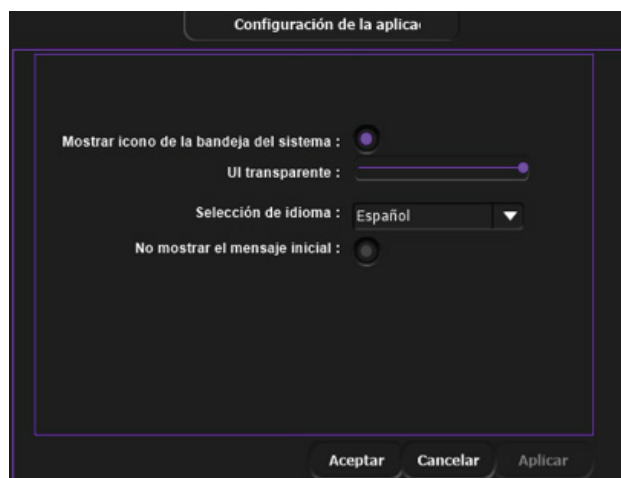 Configuración de la aplica
Mostrar icono de la bandeja del sistema :
UI transparente :
Selección de idioma : Español
No mostrar el mensaje inicial :
Aceptar Cancelar Aplicar